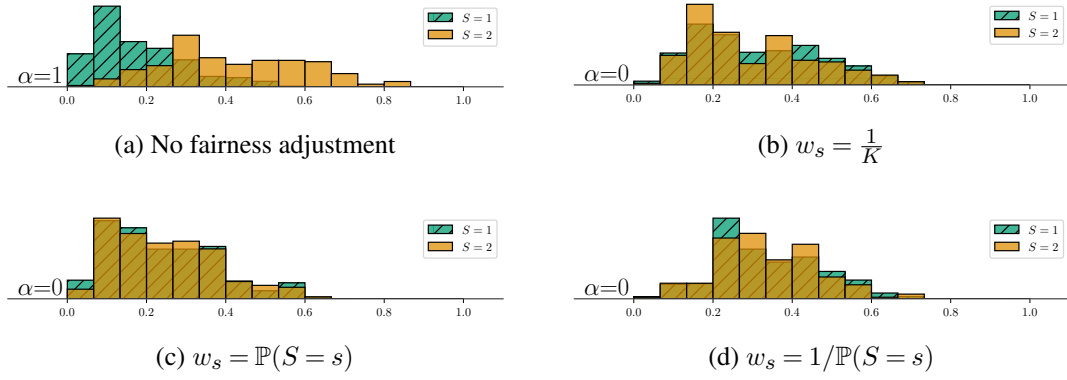 S = 1
S = 2
α=1
0.0 0.2 0.4 0.6 0.8 1.0
(a) No fairness adjustment
S = 1
S = 2
α=0
0.0 0.2 0.4 0.6 0.8 1.0
(b) w_s = 1/K
S = 1
S = 2
α=0
0.0 0.2 0.4 0.6 0.8 1.0
(c) w_s = ℙ(S = s)
S = 1
S = 2
α=0
0.0 0.2 0.4 0.6 0.8 1.0
(d) w_s = 1/ℙ(S = s)